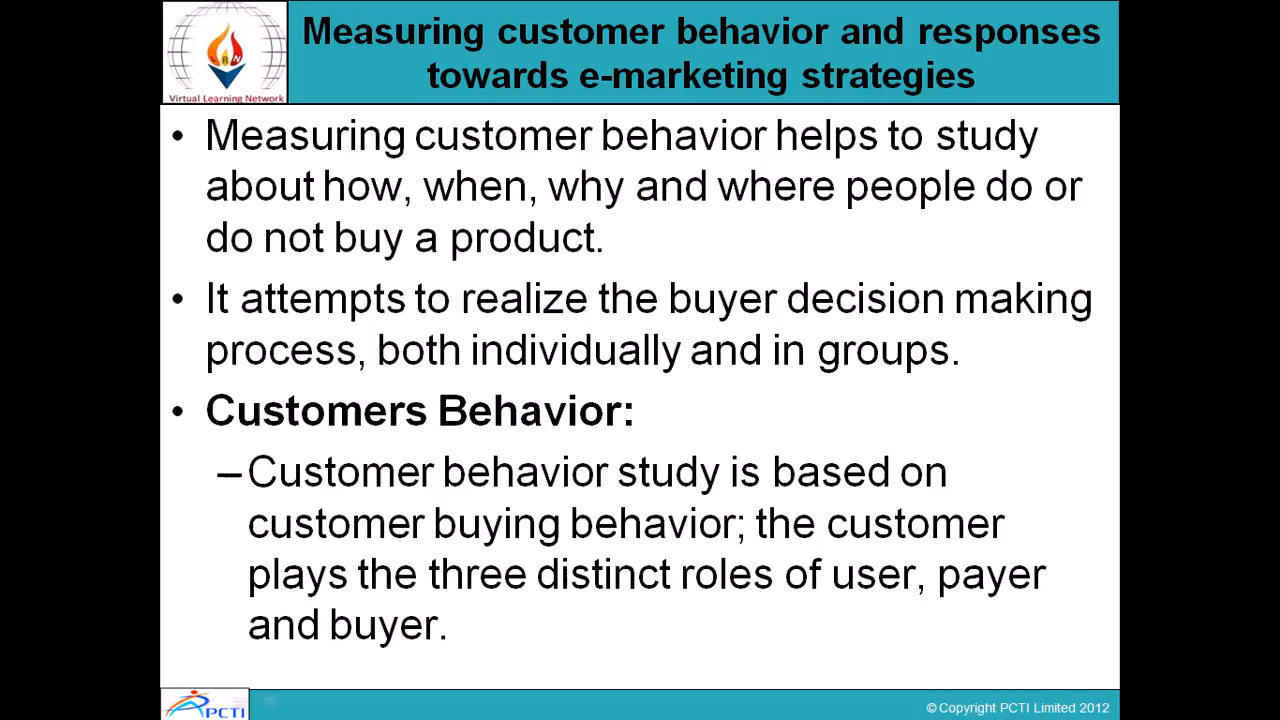 Measuring customer behavior and responses
towards e-marketing strategies
LRN
Virtual Learning Network
• Measuring customer behavior helps to study
about how, when, why and where people do or
do not buy a product.
• It attempts to realize the buyer decision making
process, both individually and in groups.
• Customers Behavior:
– Customer behavior study is based on
customer buying behavior; the customer
plays the three distinct roles of user, payer
and buyer.
PCTI
© Copyright PCTI Limited 2012